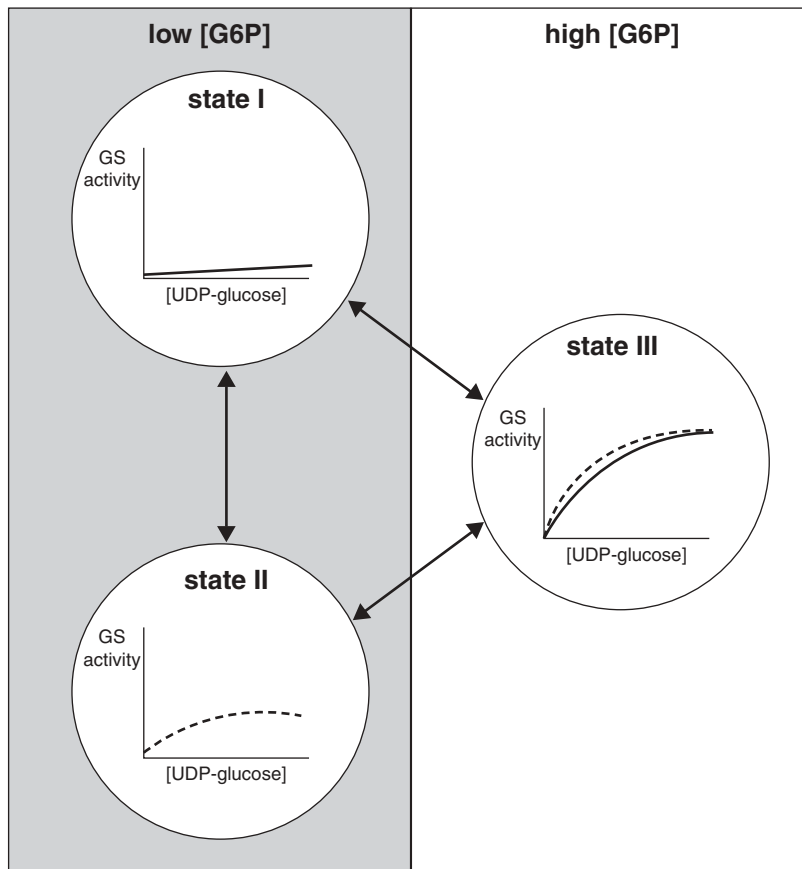 low [G6P]
high [G6P]
state I
GS
activity
[UDP-glucose]
state III
GS
activity
[UDP-glucose]
state II
GS
activity
[UDP-glucose]